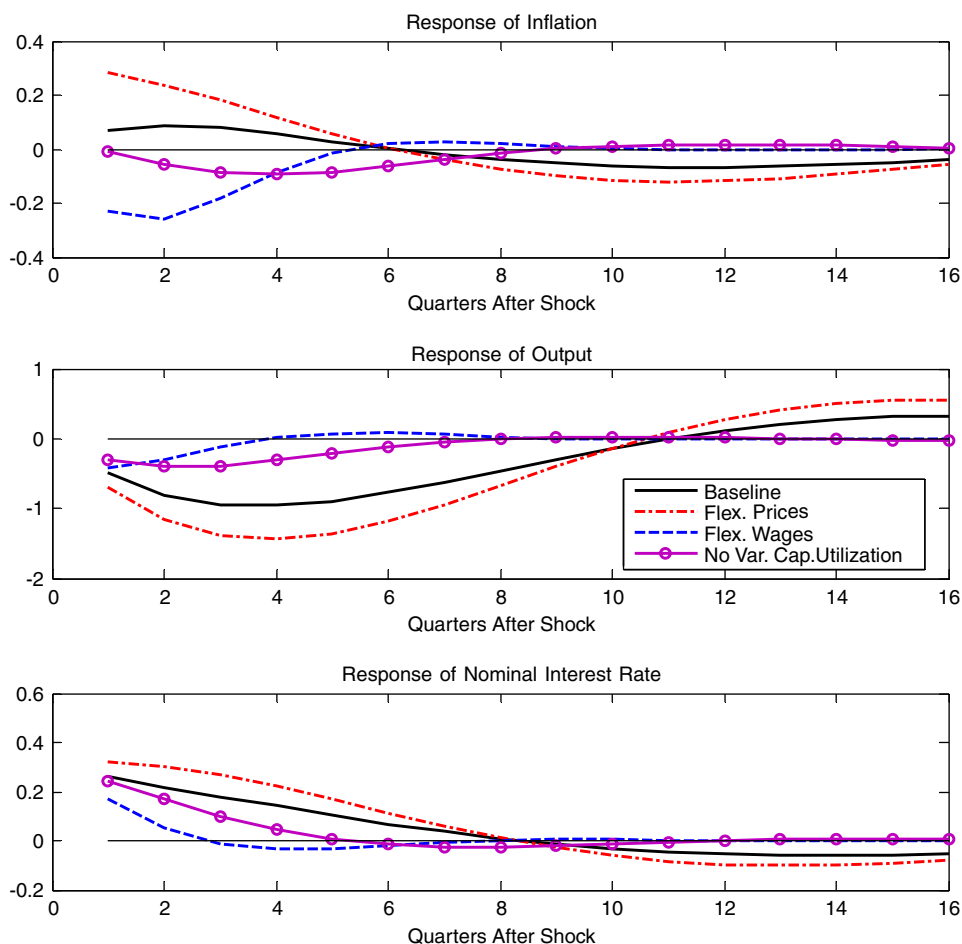 Response of Inflation
0.4
0.2
0
-0.2
-0.4
0 2 4 6 8 10 12 14 16
Quarters After Shock
Response of Output
1
0
-1
-2
Baseline
Flex. Prices
Flex. Wages
No Var. Cap.Utilization
0 2 4 6 8 10 12 14 16
Quarters After Shock
Response of Nominal Interest Rate
0.6
0.4
0.2
0
-0.2
0 2 4 6 8 10 12 14 16
Quarters After Shock